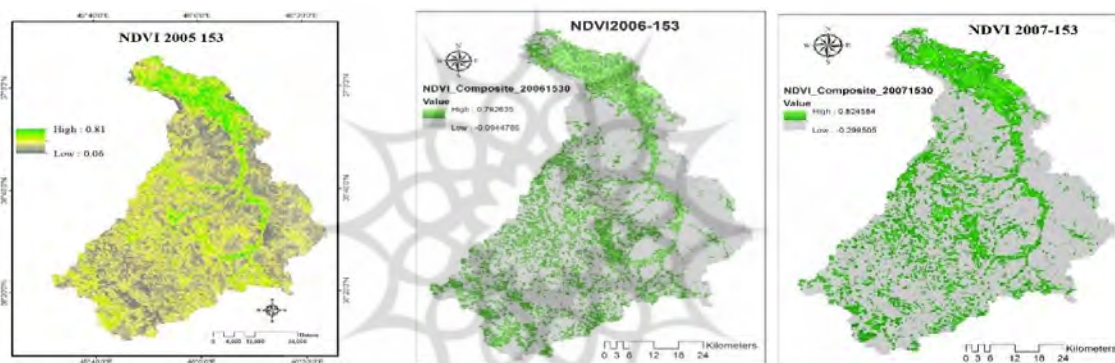 NDVI 2005 153
High : 0.81
Low : 0.06
NDVI2006-153
N
W
E
S
NDVI_Composite_20061530
Value
High : 0.762635
Low : -0.0944785
0 3 6 12 18 24
Kilometers
NDVI 2007-153
N
W
E
S
NDVI_Composite_20071530
Value
High : 0.824584
Low : -0.299505
0 3 6 12 18 24
Kilometers